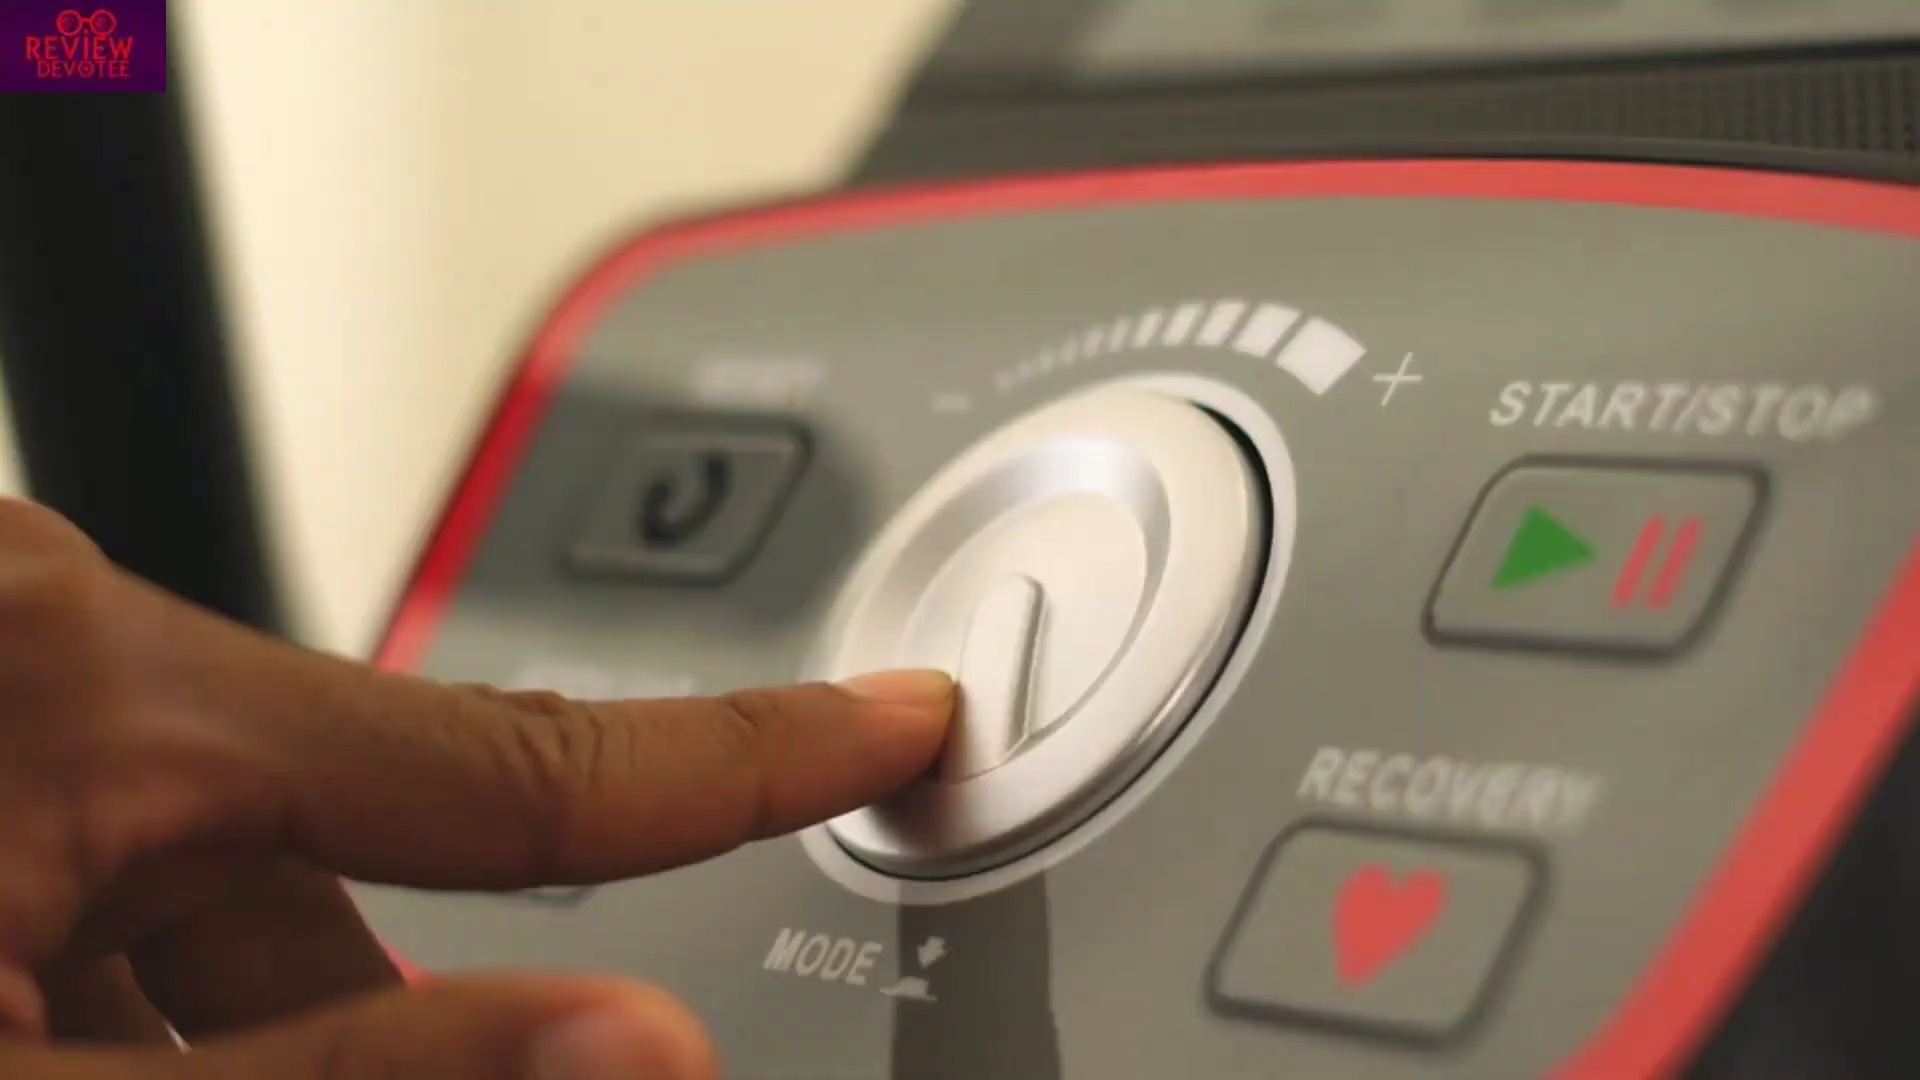 REVIEW
DEVOTEE
- +
START/STOP
RECOVERY
MODE